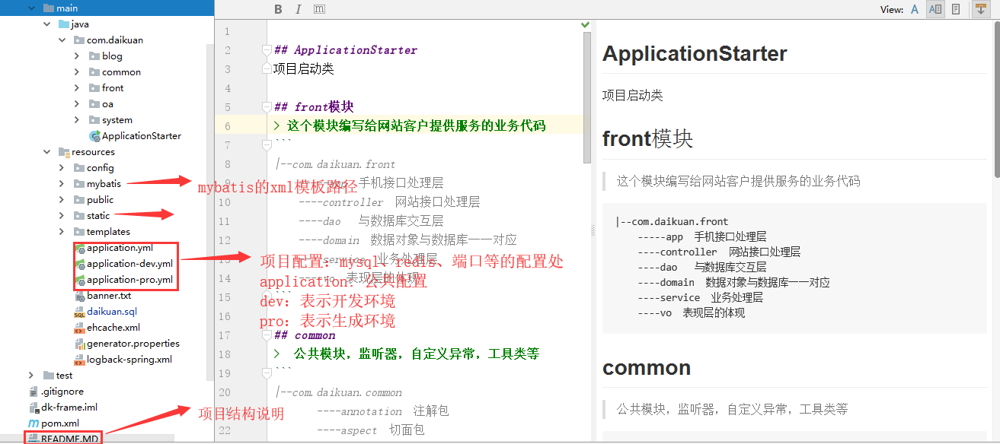 main
java
com.daikuan
blog
common
front
oa
system
ApplicationStarter
resources
config
mybatis
public
static
templates
application.yml
application-dev.yml
application-pro.yml
banner.txt
daikuan.sql
ehcache.xml
generator.properties
logback-spring.xml
test
.gitignore
dk-frame.iml
pom.xml
README.MD
mybatis的xml模板路径
项目配置：mysql、redis、端口等的配置处
application：公共配置
dev：表示开发环境
pro：表示生成环境
项目结构说明
B I m
View: A
1
2 ## ApplicationStarter
3 项目启动类
4
5 ## front模块
6 > 这个模块编写给网站客户提供服务的业务代码
7 ```
8 |--com.daikuan.front
9 手机接口处理层
10 ----controller 网站接口处理层
11 ----dao 与数据库交互层
12 ----domain 数据对象与数据库一一对应
13 ----service 业务处理层
14 ----vo 表现层的体现
15 ```
16
17 ## common
18 > 公共模块，监听器，自定义异常，工具类等
19 ```
20 |--com.daikuan.common
----annotation 注解包
22 ----aspect 切面包
ApplicationStarter
项目启动类
front模块
这个模块编写给网站客户提供服务的业务代码
|--com.daikuan.front
-----app 手机接口处理层
----controller 网站接口处理层
----dao 与数据库交互层
----domain 数据对象与数据库一一对应
----service 业务处理层
----vo 表现层的体现
common
公共模块，监听器，自定义异常，工具类等